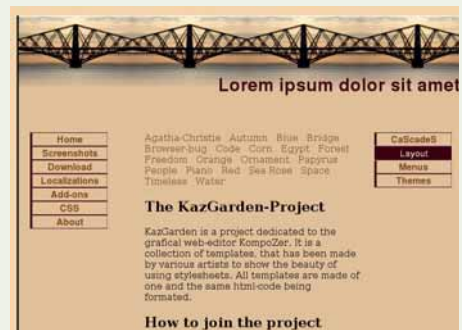 Lorem ipsum dolor sit amet
Home
Screenshots
Download
Localizations
Add-ons
CSS
About
Agatha-Christie Autumn Blue Bridge
Browser-bug Code Corn Egypt Forest
Freedom Orange Ornament Papyrus
People Piano Red Sea Rose Space
Timeless Water
The KazGarden-Project
KazGarden is a project dedicated to the
grafical web-editor KompoZer. It is a
collection of templates, that has been made
by various artists to show the beauty of
using stylesheets. All templates are made of
one and the same html-code being
formated.
How to join the project
CaScadeS
Layout
Menus
Themes